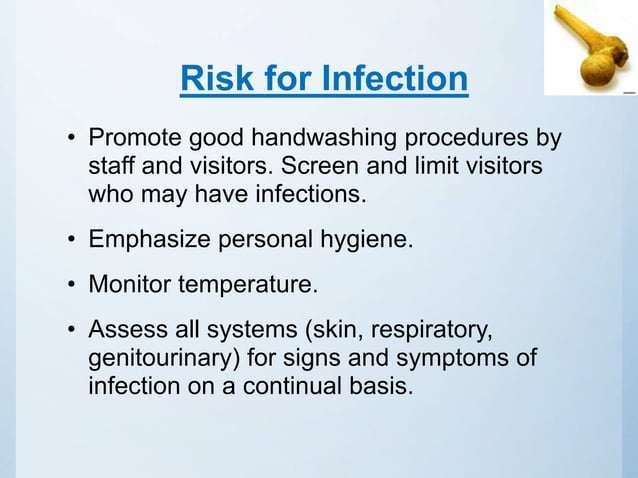 Risk for Infection
• Promote good handwashing procedures by
staff and visitors. Screen and limit visitors
who may have infections.
• Emphasize personal hygiene.
• Monitor temperature.
• Assess all systems (skin, respiratory,
genitourinary) for signs and symptoms of
infection on a continual basis.